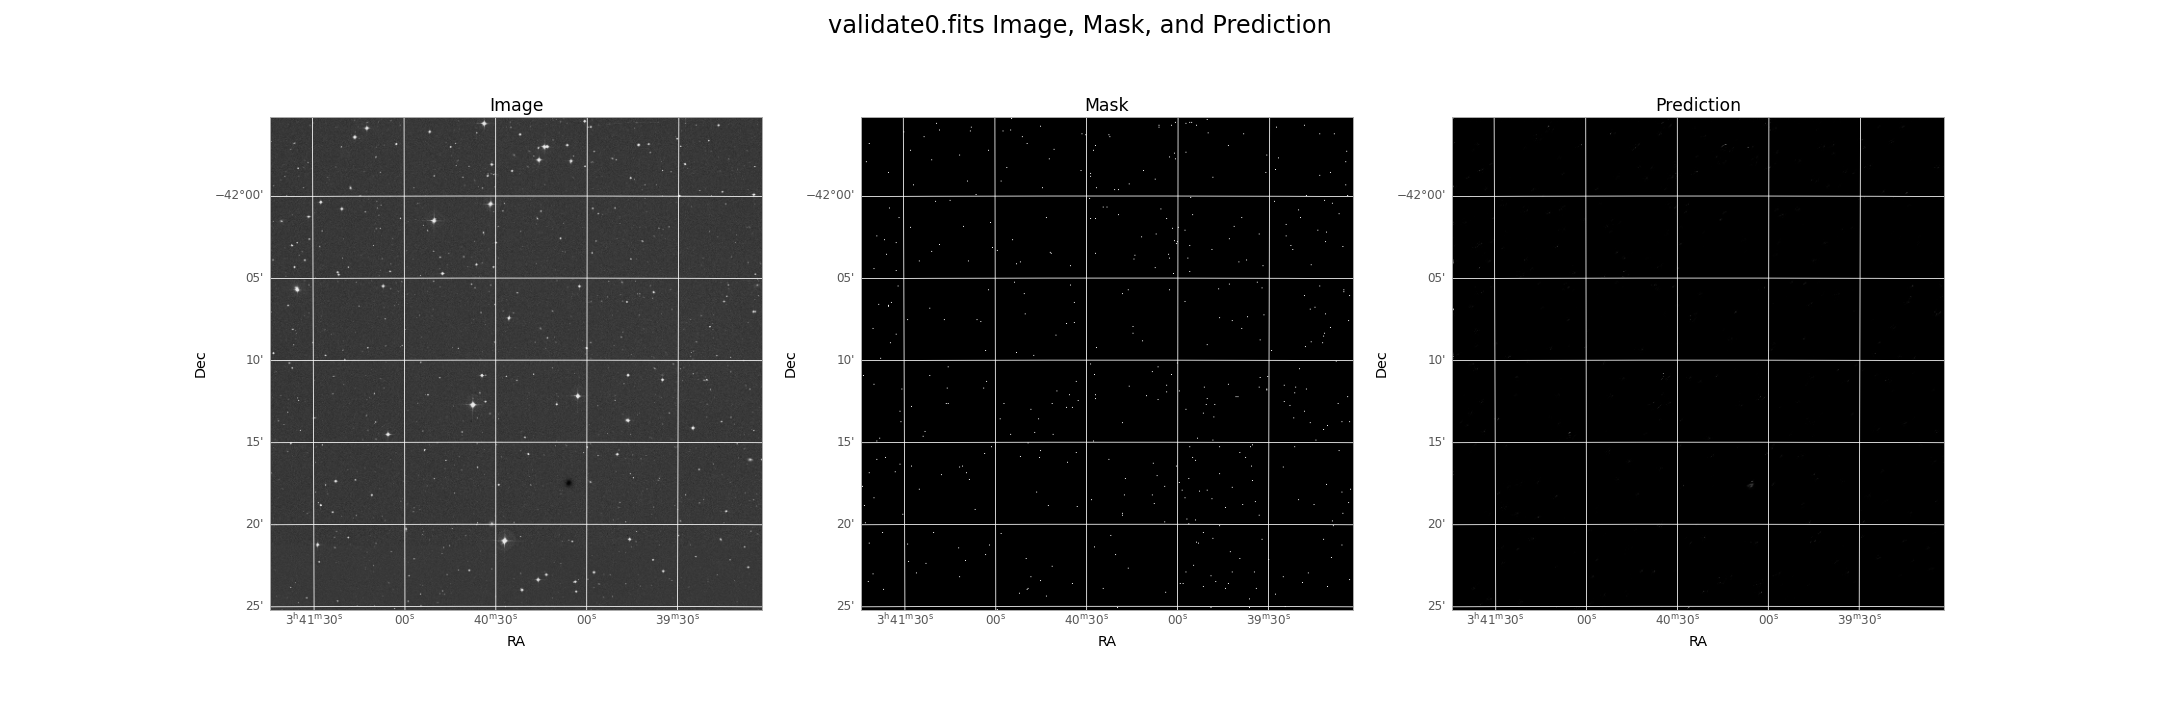 validate0.fits Image, Mask, and Prediction
Image
Mask
Prediction
−42°00'
05'
10'
15'
20'
25'
Dec
3ʰ41ᵐ30ˢ 00ˢ 40ᵐ30ˢ 00ˢ 39ᵐ30ˢ
RA
−42°00'
05'
10'
15'
20'
25'
Dec
3ʰ41ᵐ30ˢ 00ˢ 40ᵐ30ˢ 00ˢ 39ᵐ30ˢ
RA
−42°00'
05'
10'
15'
20'
25'
Dec
3ʰ41ᵐ30ˢ 00ˢ 40ᵐ30ˢ 00ˢ 39ᵐ30ˢ
RA